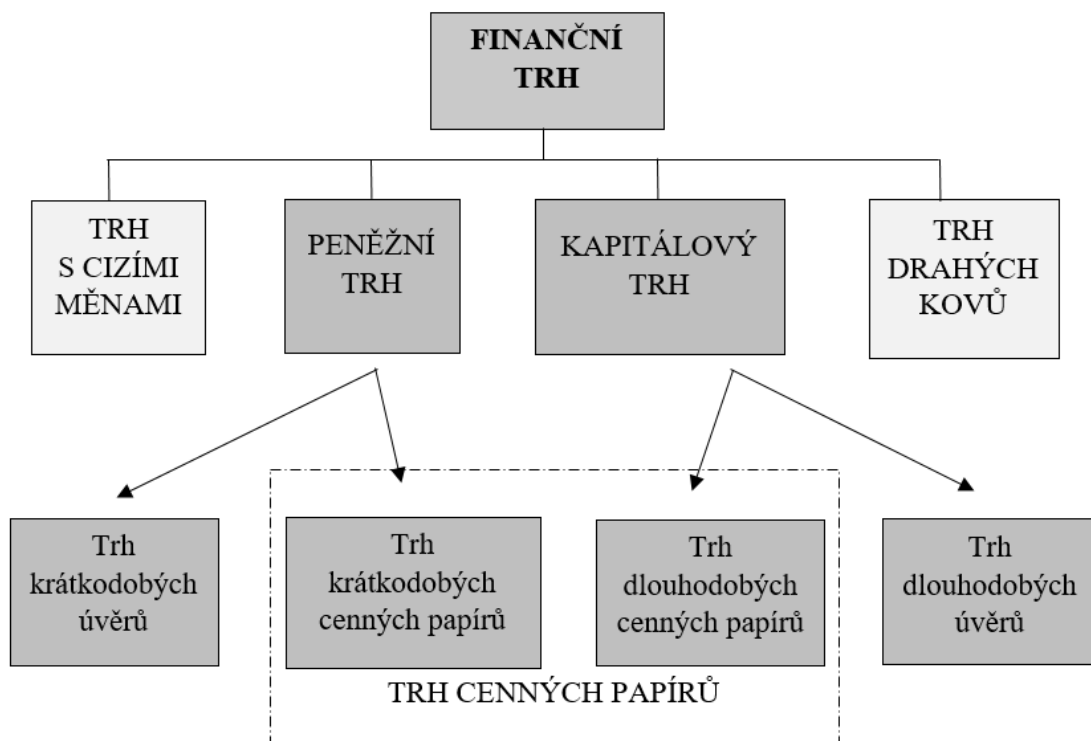 FINANČNÍ
TRH
TRH
S CIZÍMI
MĚNAMI
PENĚŽNÍ
TRH
KAPITÁLOVÝ
TRH
TRH
DRAHÝCH
KOVŮ
Trh
krátkodobých
úvěrů
Trh
krátkodobých
cenných papírů
Trh
dlouhodobých
cenných papírů
Trh
dlouhodobých
úvěrů
TRH CENNÝCH PAPÍRŮ